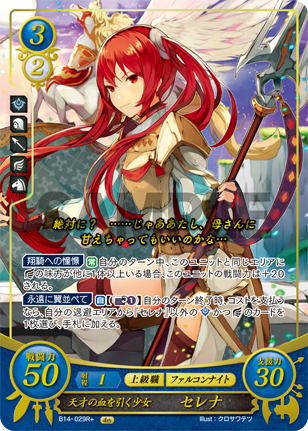 3
2
絶対に? ……じゃああたし、母さんに
甘えちゃってもいいのかな…
翔騎への憧憬 常 自分のターン中、このユニットと同じエリアに
の味方が他に1体以上いる場合、このユニットの戦闘力は+20
される。
永遠に翼並べて 自分のターン終了時、コストを支払う
なら、自分の退避エリアから『セレナ』以外の かつ のカードを
1枚選び、手札に加える。
戦闘力 50
射程 1 上級職 ファルコンナイト
支援力 30
天才の血を引く少女 セレナ
B14-029R+ Illust:クロサワテツ